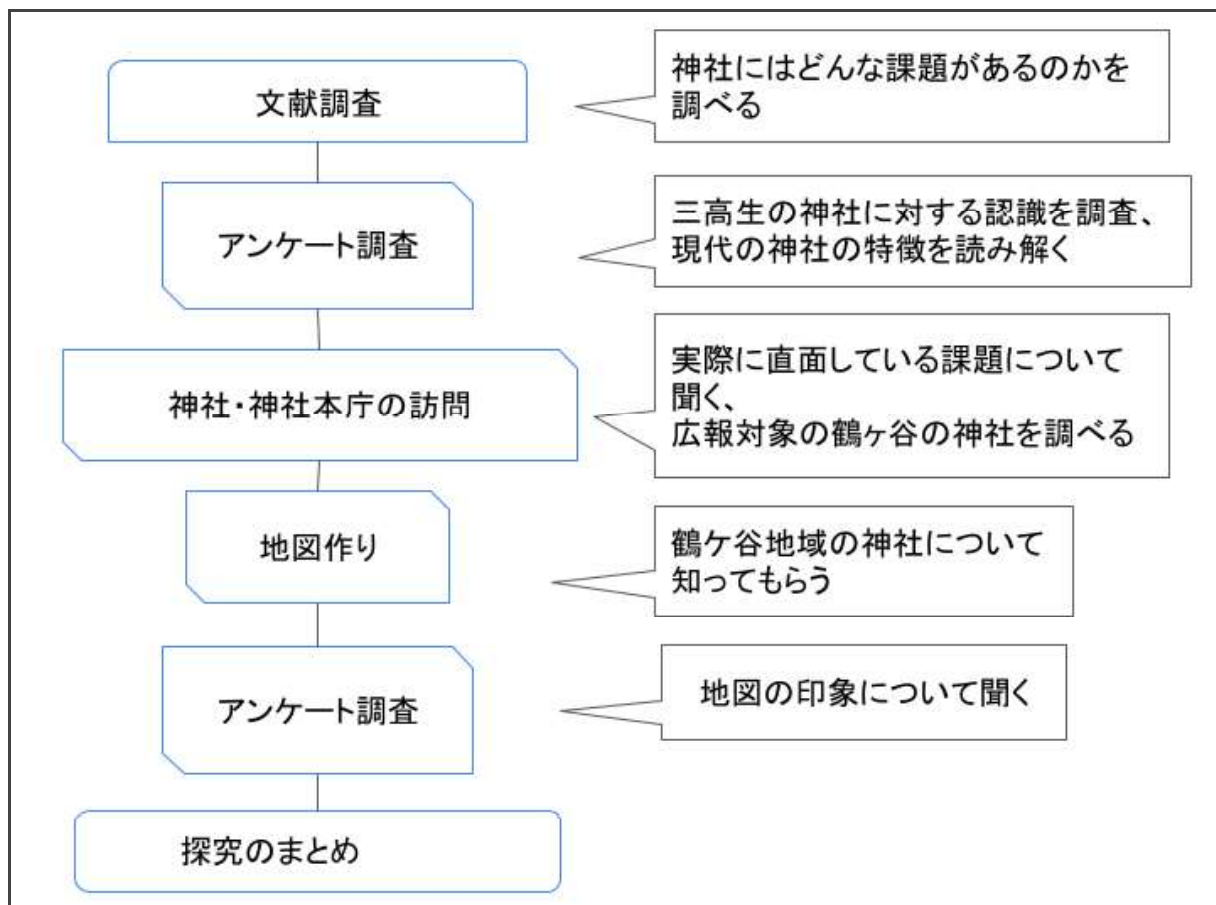 文献調査
神社にはどんな課題があるのかを
調べる
アンケート調査
三高生の神社に対する認識を調査、
現代の神社の特徴を読み解く
神社・神社本庁の訪問
実際に直面している課題について
聞く、
広報対象の鶴ヶ谷の神社を調べる
地図作り
鶴ケ谷地域の神社について
知ってもらう
アンケート調査
地図の印象について聞く
探究のまとめ